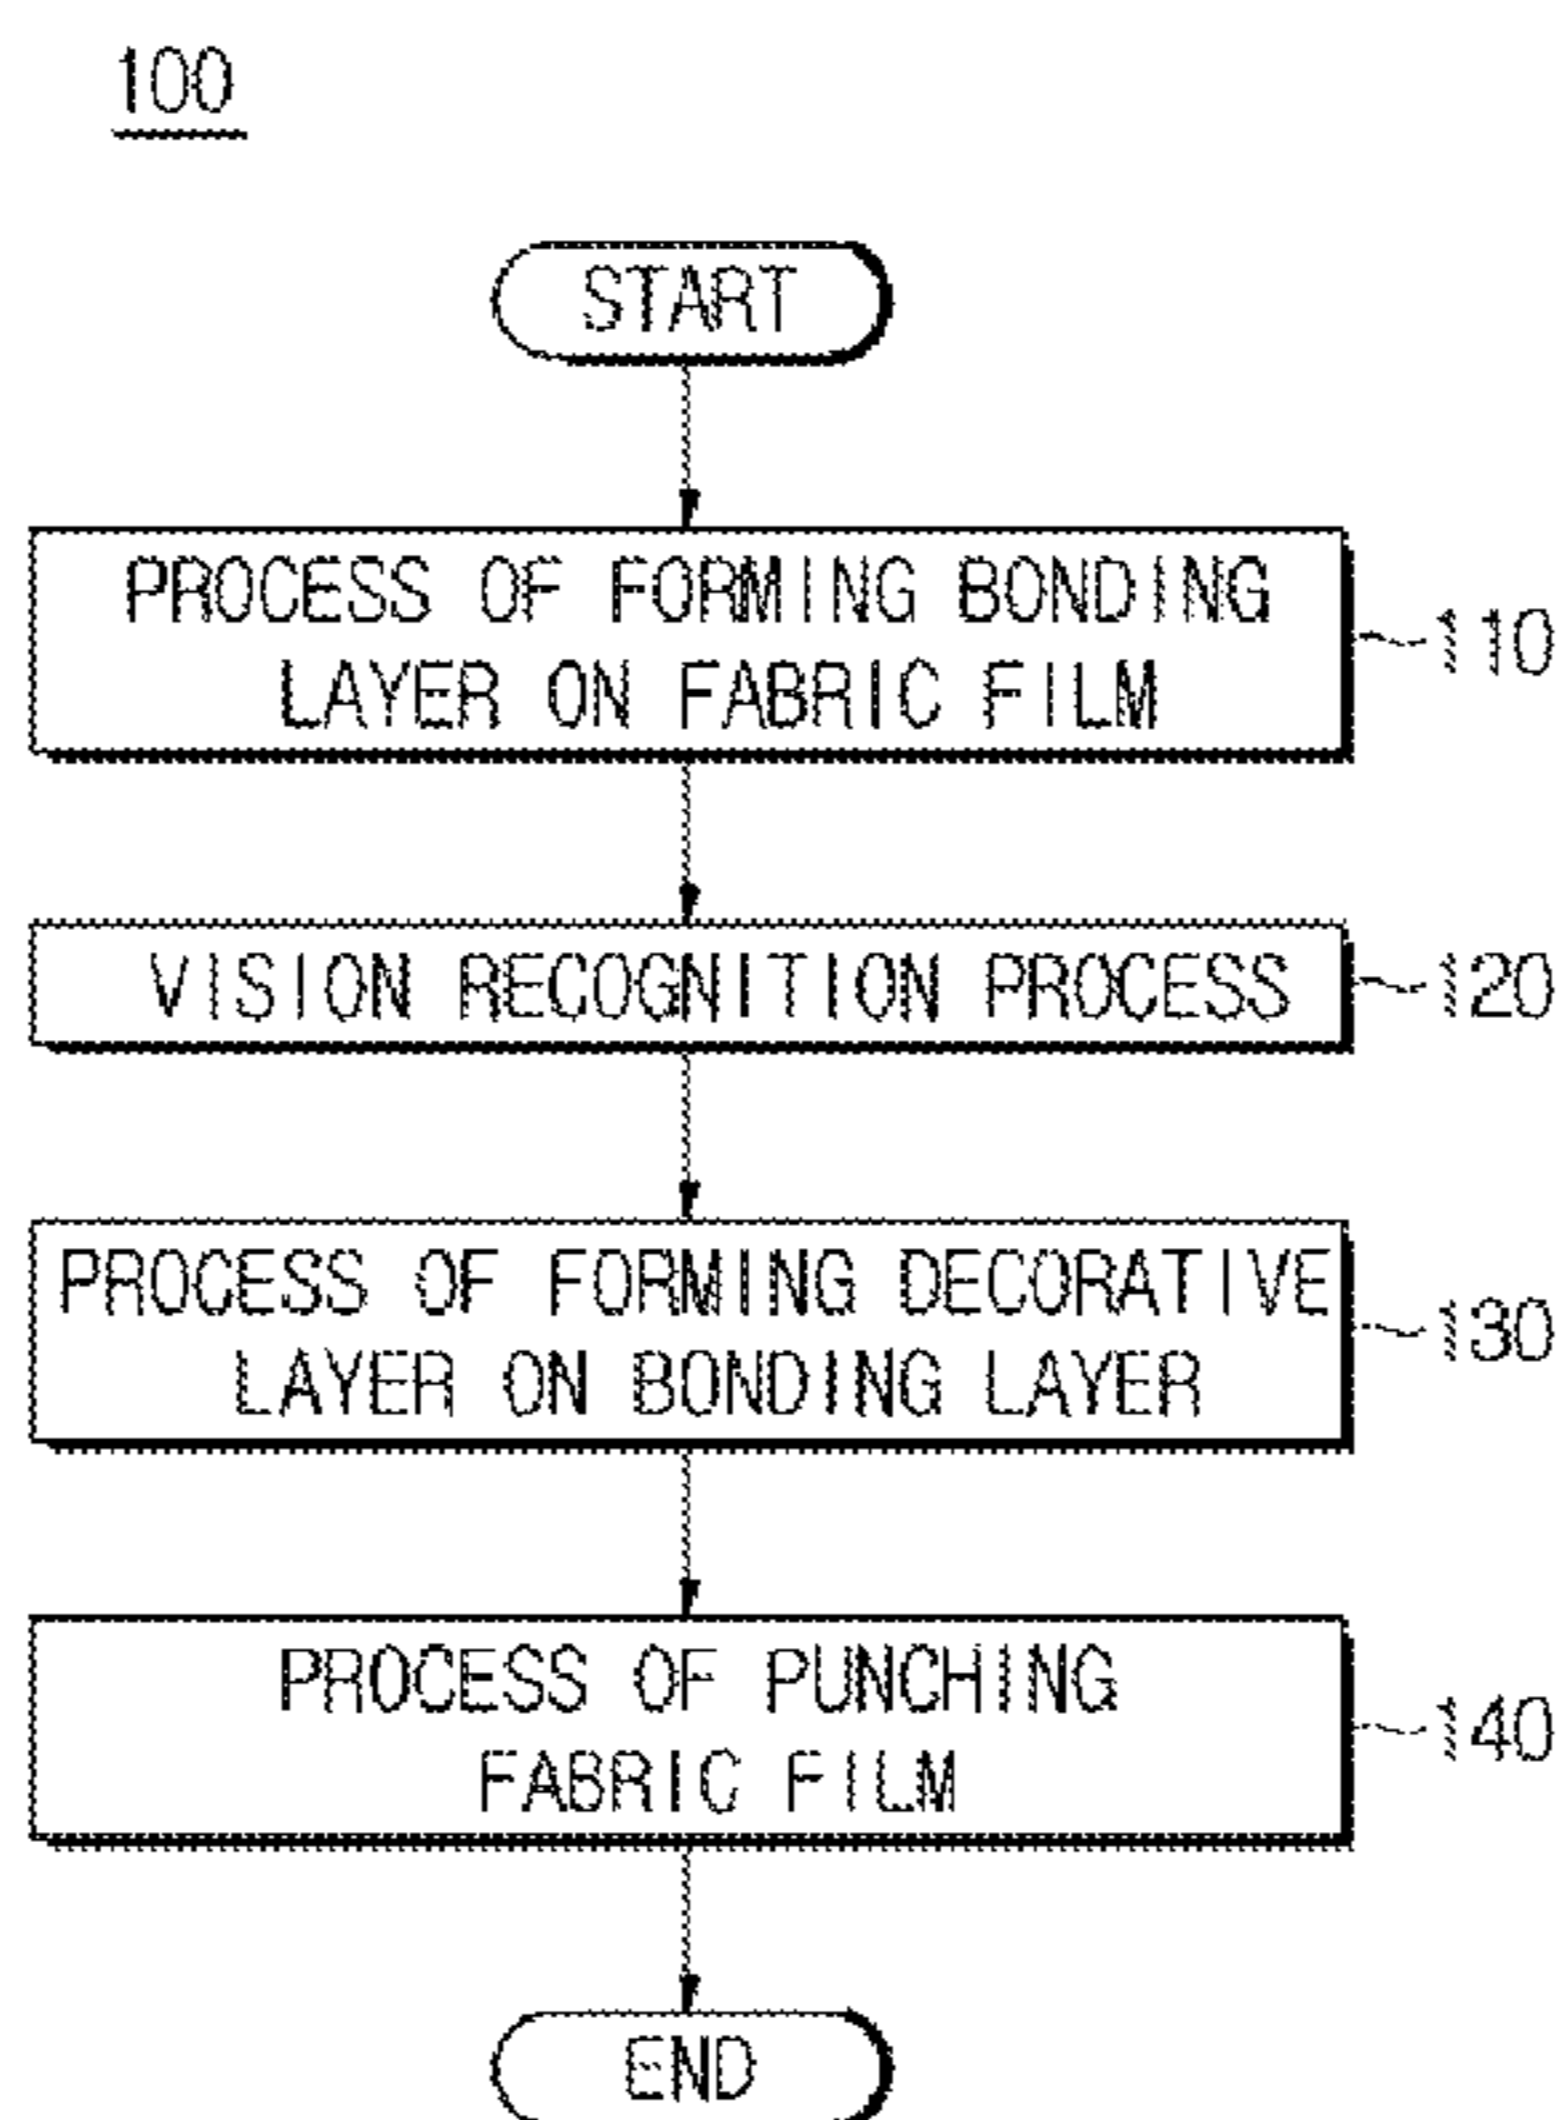 100
START
PROCESS OF FORMING BONDING
LAYER ON FABRIC FILM
110
VISION RECOGNITION PROCESS
120
PROCESS OF FORMING DECORATIVE
LAYER ON BONDING LAYER
130
PROCESS OF PUNCHING
FABRIC FILM
140
END